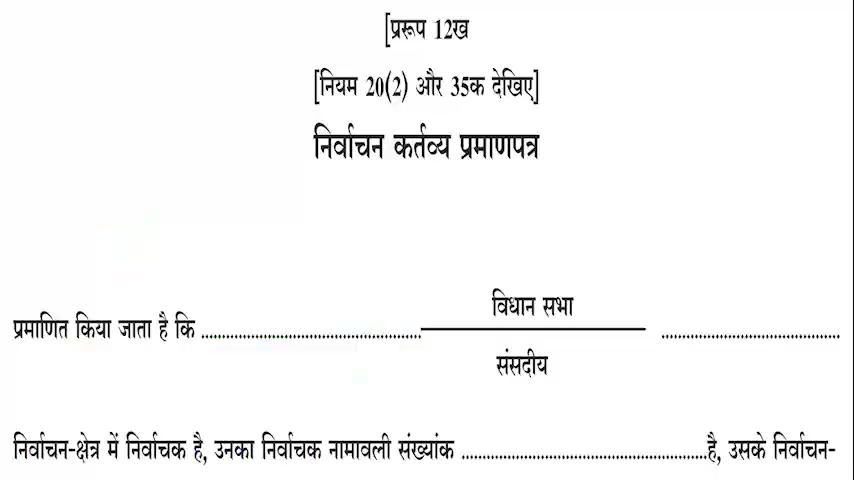 [प्ररूप 12ख
[नियम 20(2) और 35क देखिए]
निर्वाचन कर्तव्य प्रमाणपत्र
विधान सभा
प्रमाणित किया जाता है कि ..................................................... .............................................
संसदीय
निर्वाचन-क्षेत्र में निर्वाचक है, उनका निर्वाचक नामावली संख्यांक ...........................................................है, उसके निर्वाचन-